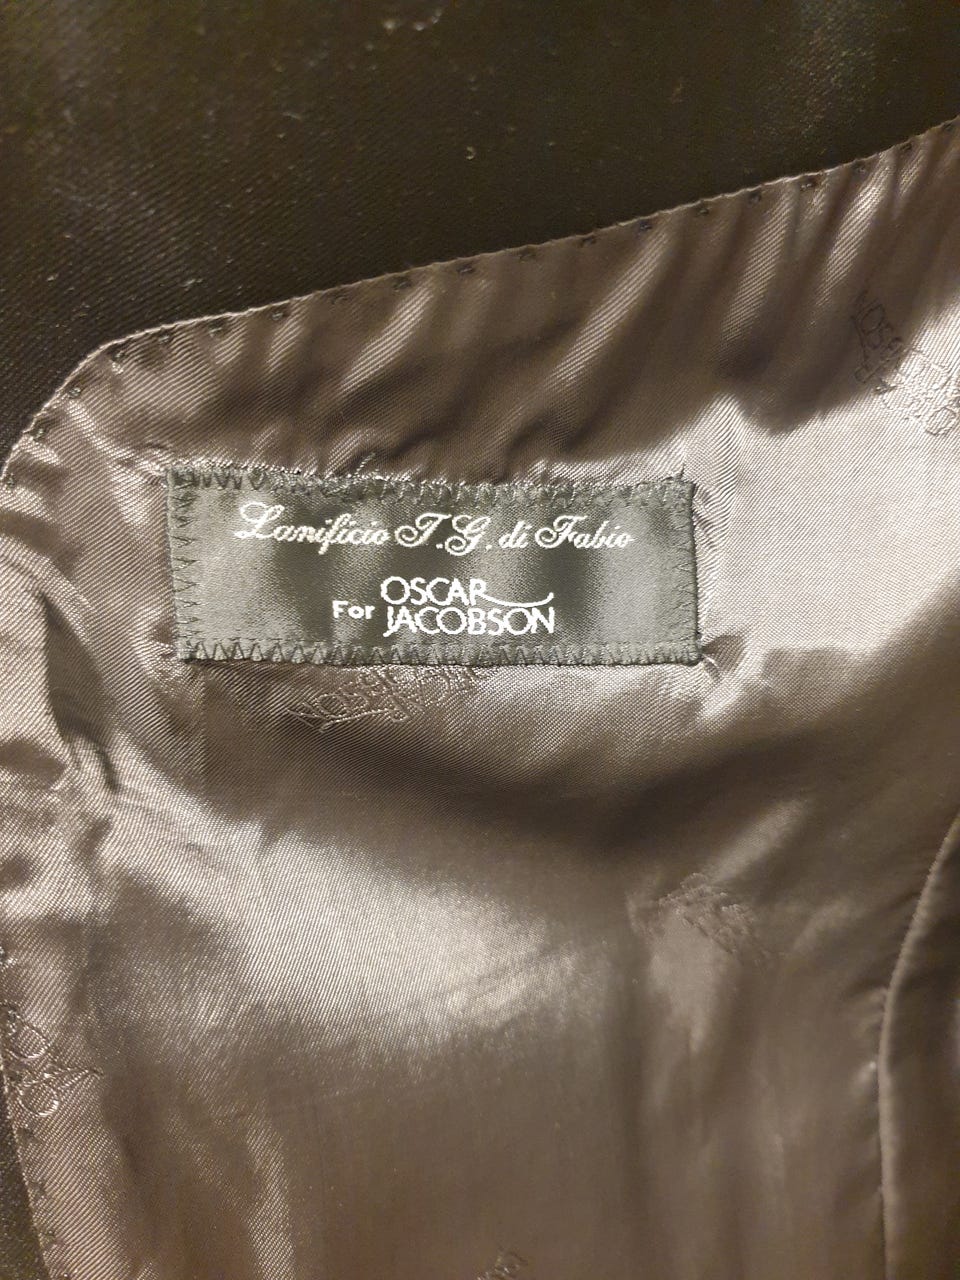 Lanificio T.G. di Fabio
For OSCAR
JACOBSON